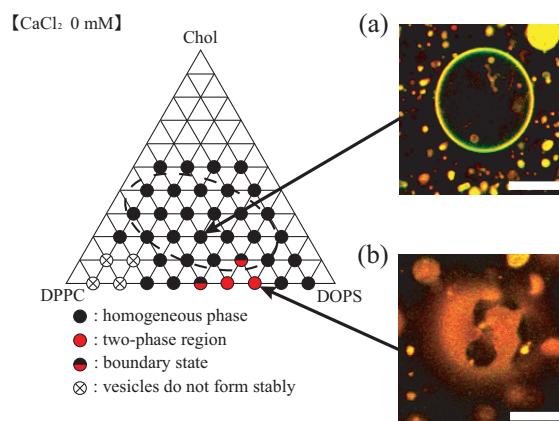 【CaCl₂ 0 mM】
Chol
(a)
(b)
DPPC
DOPS
: homogeneous phase
: two-phase region
: boundary state
: vesicles do not form stably